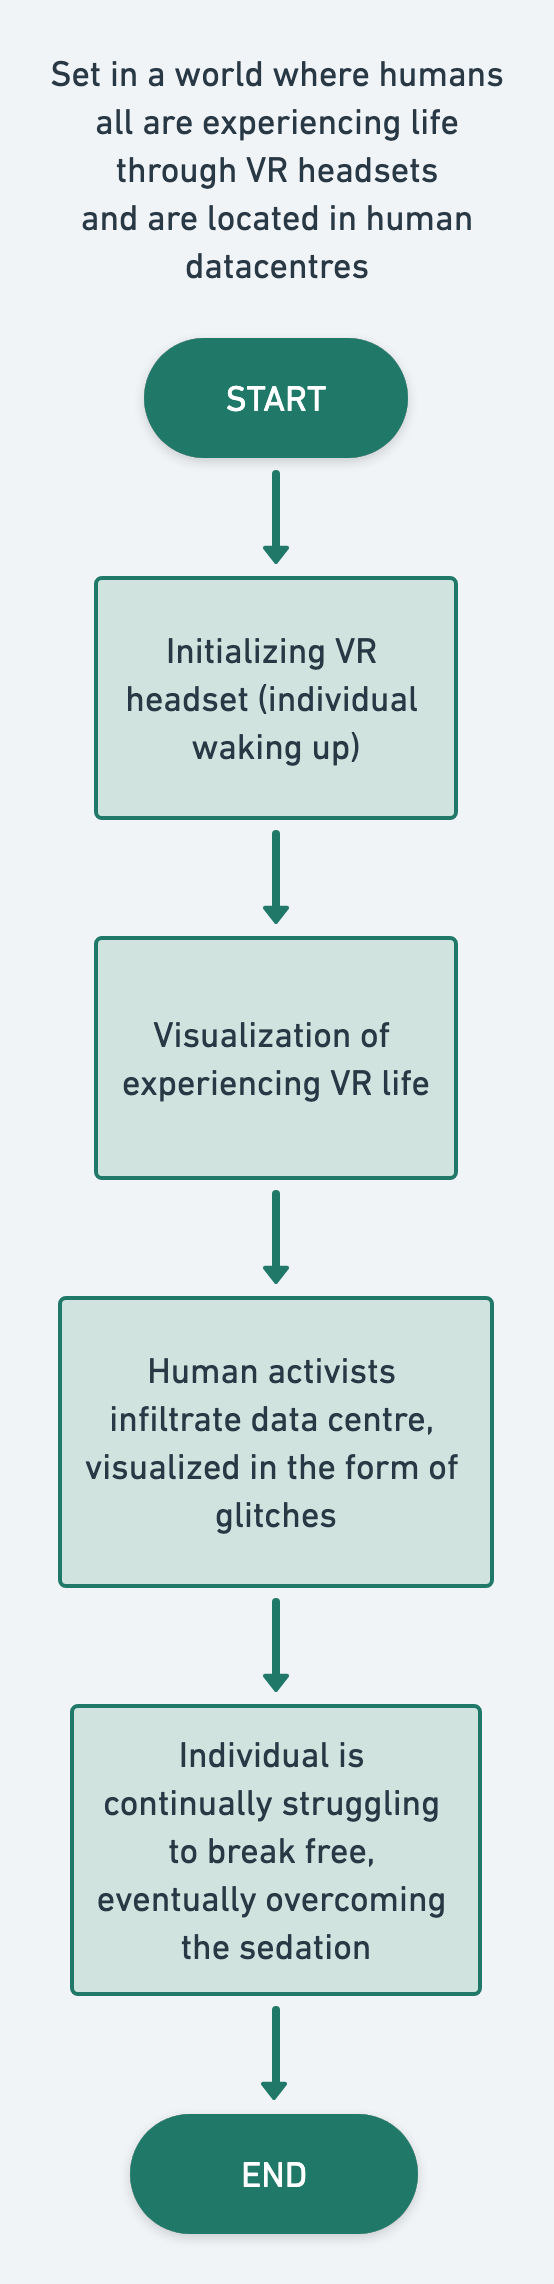 Set in a world where humans
all are experiencing life
through VR headsets
and are located in human
datacentres
START
Initializing VR
headset (individual
waking up)
Visualization of
experiencing VR life
Human activists
infiltrate data centre,
visualized in the form of
glitches
Individual is
continually struggling
to break free,
eventually overcoming
the sedation
END